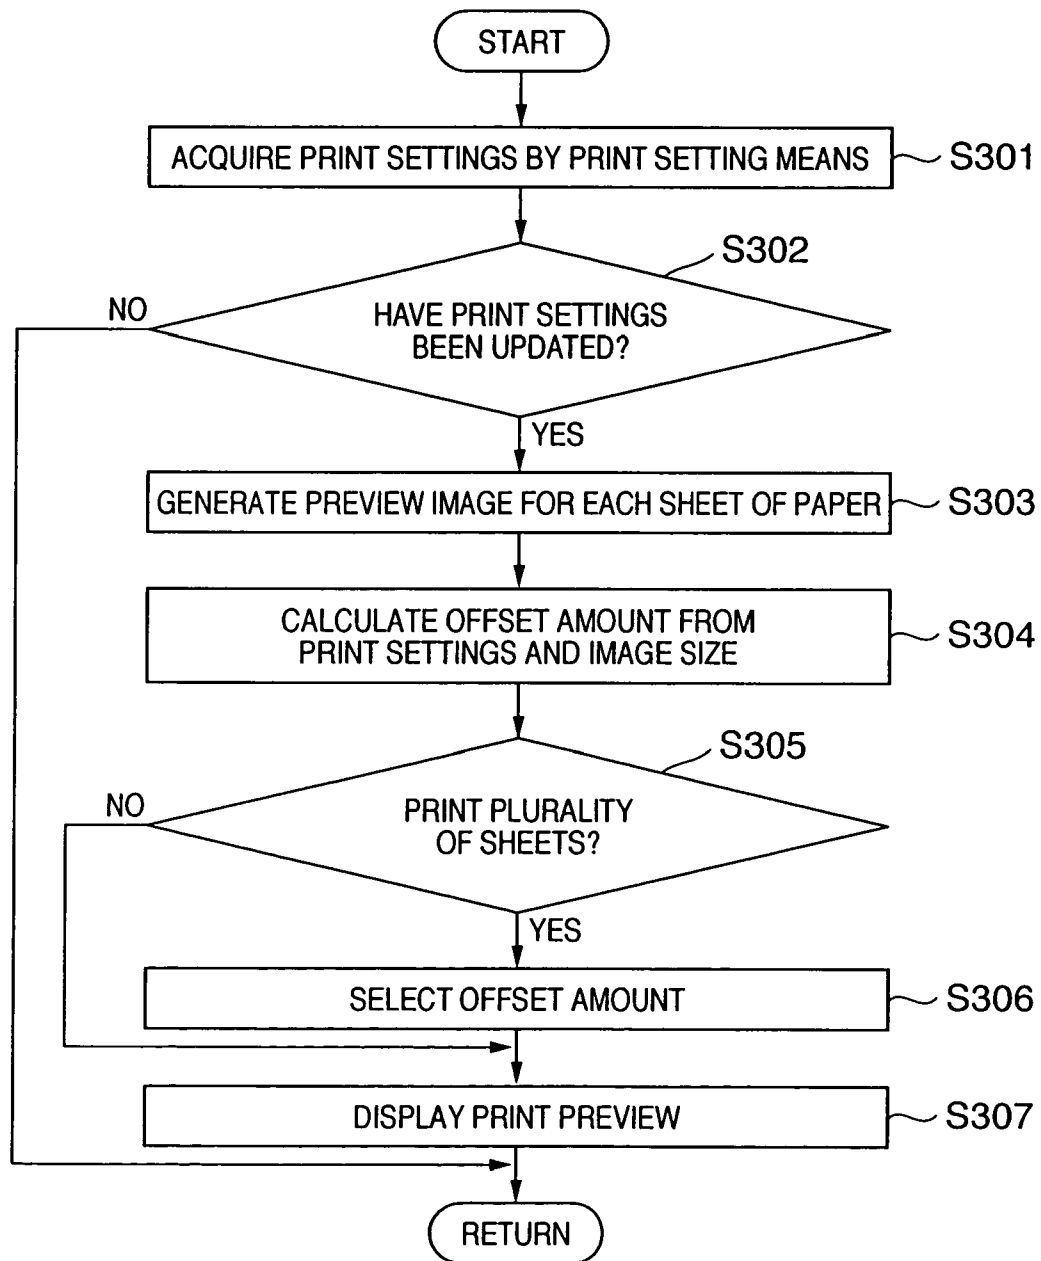 START
ACQUIRE PRINT SETTINGS BY PRINT SETTING MEANS
S301
S302
NO
HAVE PRINT SETTINGS
BEEN UPDATED?
YES
GENERATE PREVIEW IMAGE FOR EACH SHEET OF PAPER
S303
CALCULATE OFFSET AMOUNT FROM
PRINT SETTINGS AND IMAGE SIZE
S304
S305
NO
PRINT PLURALITY
OF SHEETS?
YES
SELECT OFFSET AMOUNT
S306
DISPLAY PRINT PREVIEW
S307
RETURN